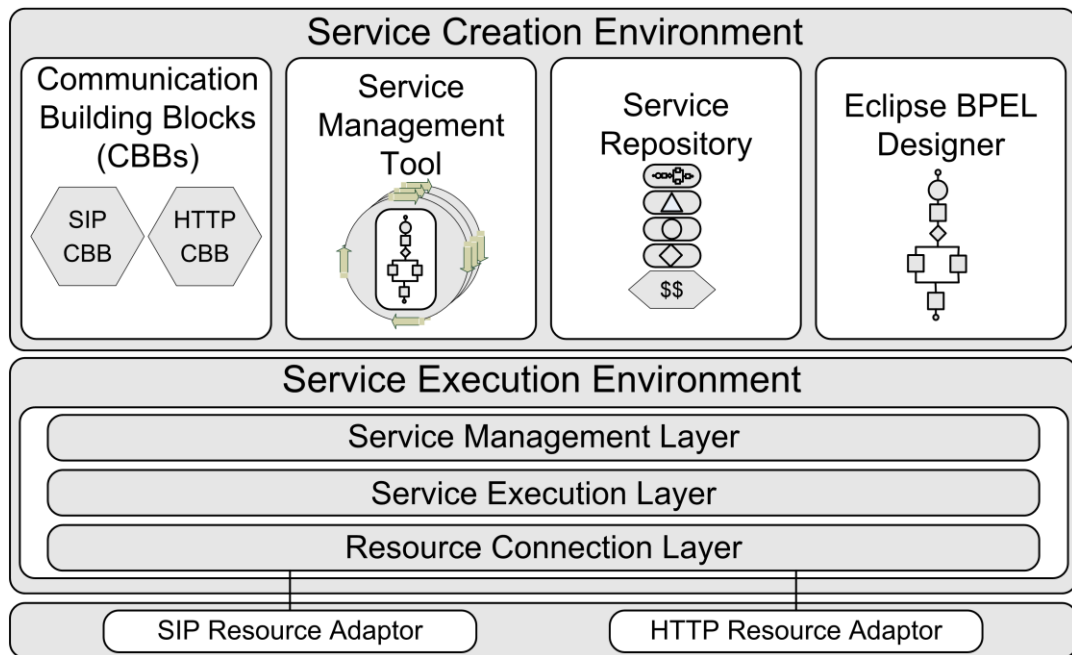 Service Creation Environment
Communication
Building Blocks
(CBBs)
SIP
CBB
HTTP
CBB
Service
Management
Tool
Service
Repository
$$
Eclipse BPEL
Designer
Service Execution Environment
Service Management Layer
Service Execution Layer
Resource Connection Layer
SIP Resource Adaptor
HTTP Resource Adaptor